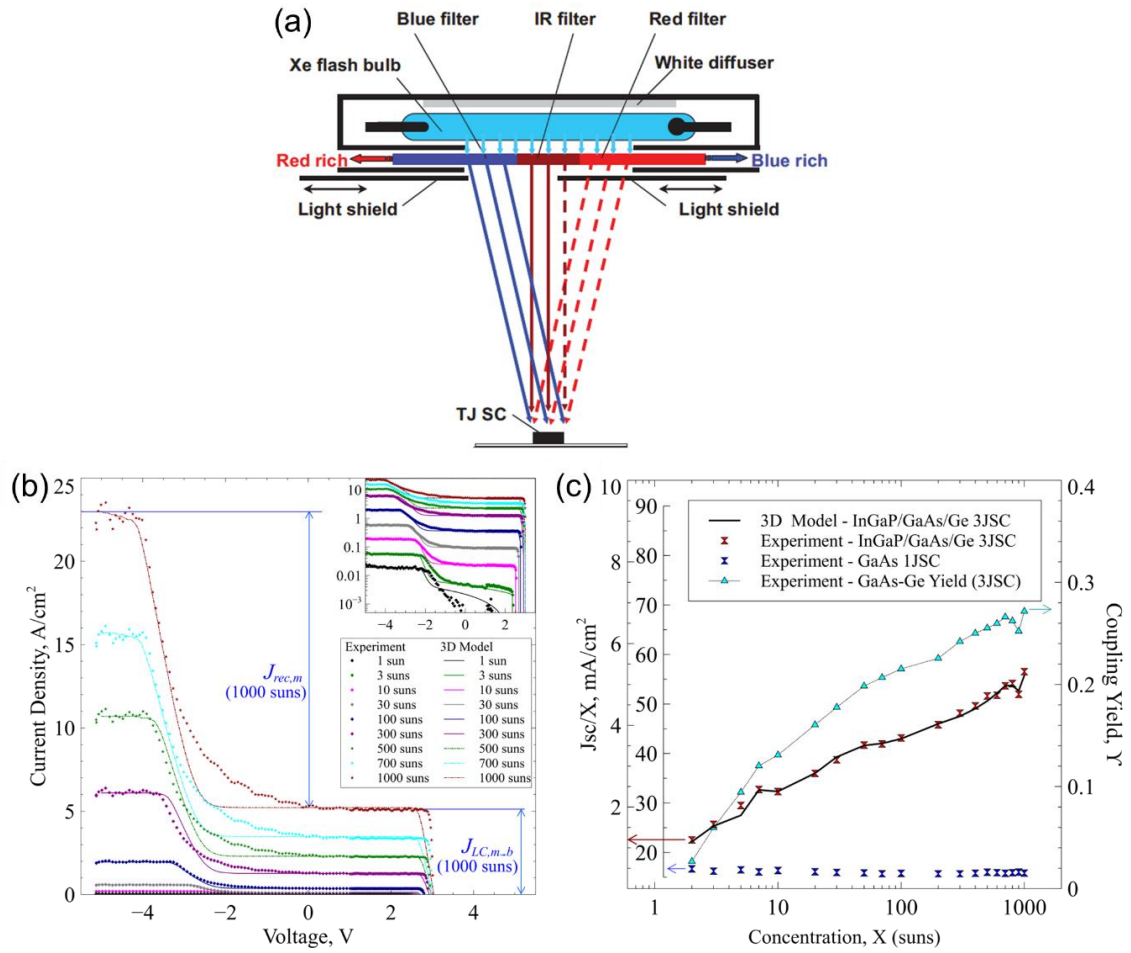 (a)
Blue filter
IR filter
Red filter
Xe flash bulb
White diffuser
Red rich
Blue rich
Light shield
Light shield
TJ SC
(b)
25
20
15
10
5
0
Current Density, A/cm²
−4
−2
0
2
4
Voltage, V
J_rec,m
(1000 suns)
J_LC,m→b
(1000 suns)
10
1
0.1
0.01
10⁻³
−4
−2
0
2
Experiment
3D Model
1 sun
1 sun
3 suns
3 suns
10 suns
10 suns
30 suns
30 suns
100 suns
100 suns
300 suns
300 suns
500 suns
500 suns
700 suns
700 suns
1000 suns
1000 suns
(c)
3D Model - InGaP/GaAs/Ge 3JSC
Experiment - InGaP/GaAs/Ge 3JSC
Experiment - GaAs 1JSC
Experiment - GaAs-Ge Yield (3JSC)
10
90
80
70
60
50
40
30
20
Jsc/X, mA/cm²
0.4
0.3
0.2
0.1
0
Coupling Yield, Y
1
10
100
1000
Concentration, X (suns)